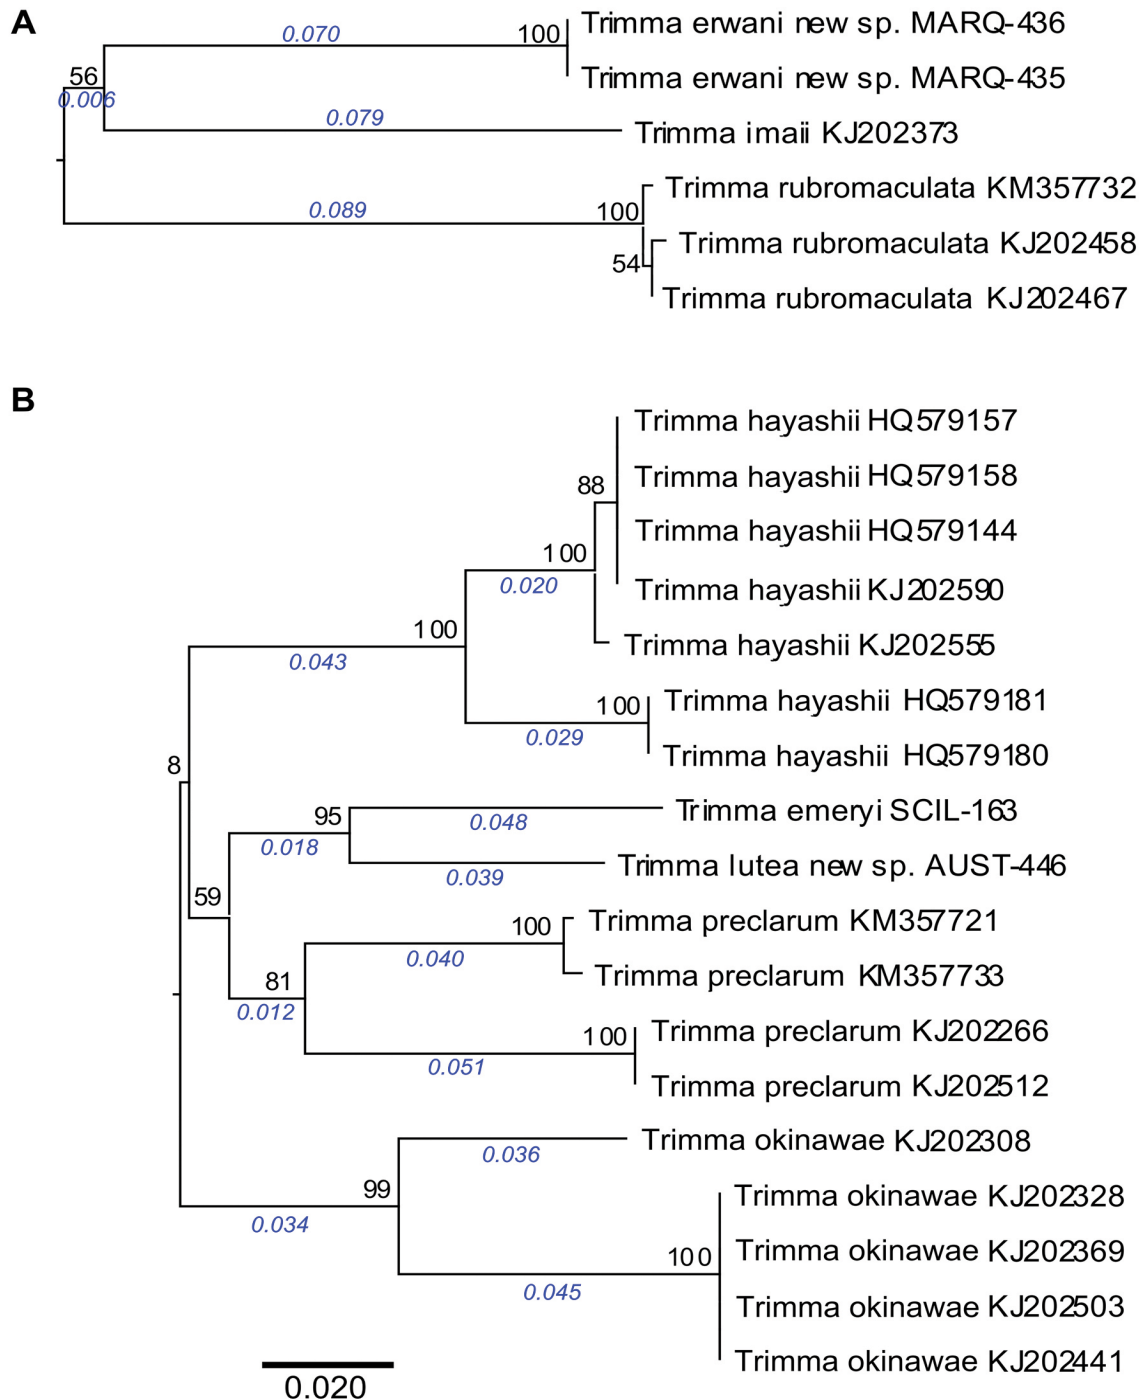 A
0.070
100
Trimma erwani new sp. MARQ-436
Trimma erwani new sp. MARQ-435
56
0.006
0.079
Trimma imaii KJ202373
0.089
100
Trimma rubromaculata KM357732
54
Trimma rubromaculata KJ202458
Trimma rubromaculata KJ202467
B
Trimma hayashii HQ579157
88
Trimma hayashii HQ579158
Trimma hayashii HQ579144
100
0.020
Trimma hayashii KJ202590
100
0.043
Trimma hayashii KJ202555
100
Trimma hayashii HQ579181
0.029
Trimma hayashii HQ579180
8
95
Trimma emeryi SCIL-163
0.018
0.048
Trimma lutea new sp. AUST-446
0.039
59
100
Trimma preclarum KM357721
0.040
81
Trimma preclarum KM357733
0.012
100
Trimma preclarum KJ202266
0.051
Trimma preclarum KJ202512
Trimma okinawae KJ202308
0.036
99
0.034
Trimma okinawae KJ202328
100
Trimma okinawae KJ202369
0.045
Trimma okinawae KJ202503
Trimma okinawae KJ202441
0.020